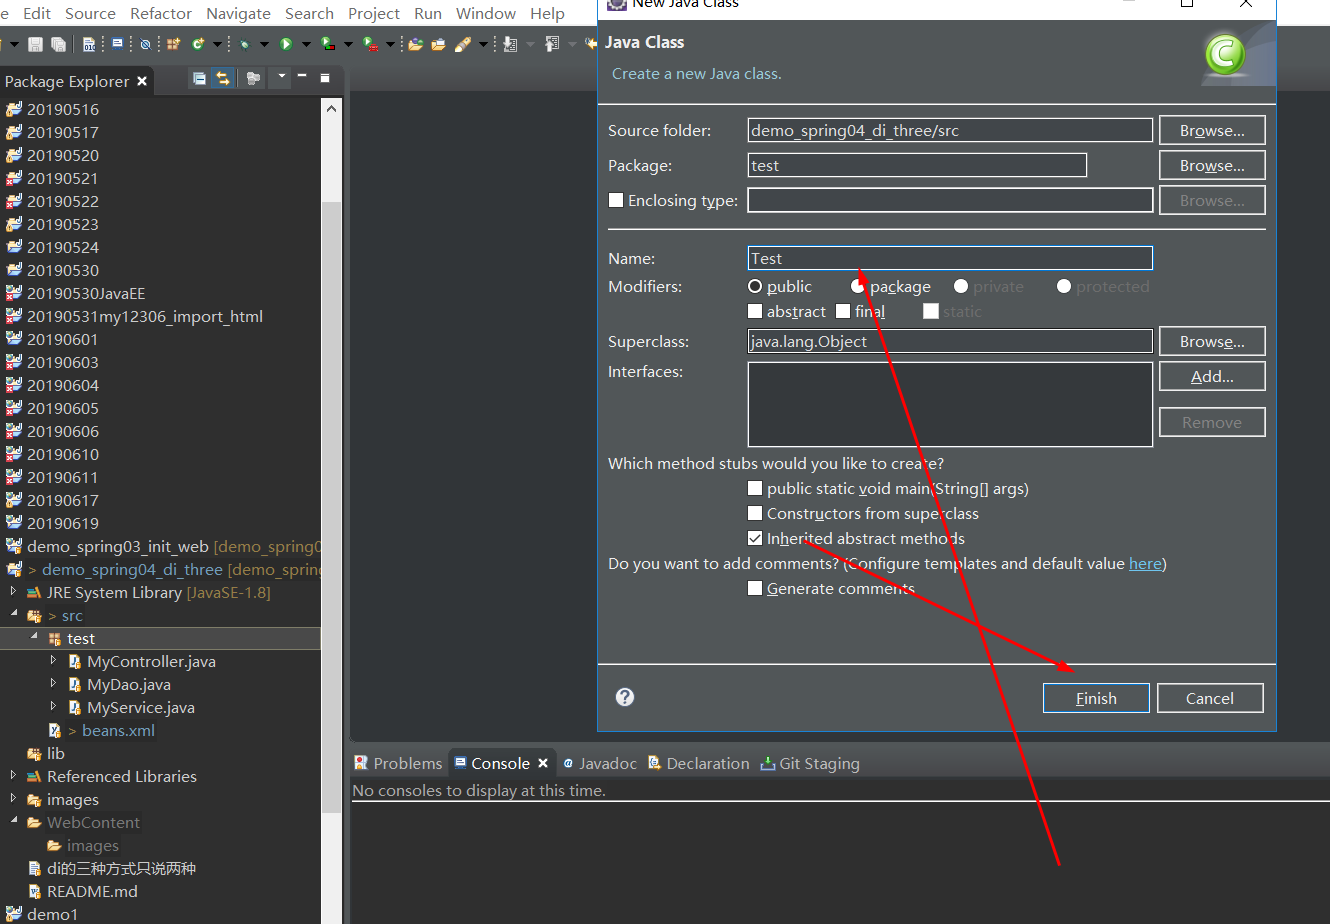 e Edit Source Refactor Navigate Search Project Run Window Help
New Java Class
Java Class
Create a new Java class.
Source folder: demo_spring04_di_three/src Browse...
Package: test Browse...
Enclosing type: Browse...
Name: Test
Modifiers: public package private protected
abstract final static
Superclass: java.lang.Object Browse...
Interfaces: Add...
Remove
Which method stubs would you like to create?
public static void main(String[] args)
Constructors from superclass
Inherited abstract methods
Do you want to add comments? (Configure templates and default value here)
Generate comments
Finish Cancel
Package Explorer
20190516
20190517
20190520
20190521
20190522
20190523
20190524
20190530
20190530JavaEE
20190531my12306_import_html
20190601
20190603
20190604
20190605
20190606
20190610
20190611
20190617
20190619
demo_spring03_init_web [demo_spring0
> demo_spring04_di_three [demo_spring
JRE System Library [JavaSE-1.8]
> src
test
MyController.java
MyDao.java
MyService.java
> beans.xml
lib
Referenced Libraries
images
WebContent
images
di的三种方式只说两种
README.md
demo1
Problems Console Javadoc Declaration Git Staging
No consoles to display at this time.